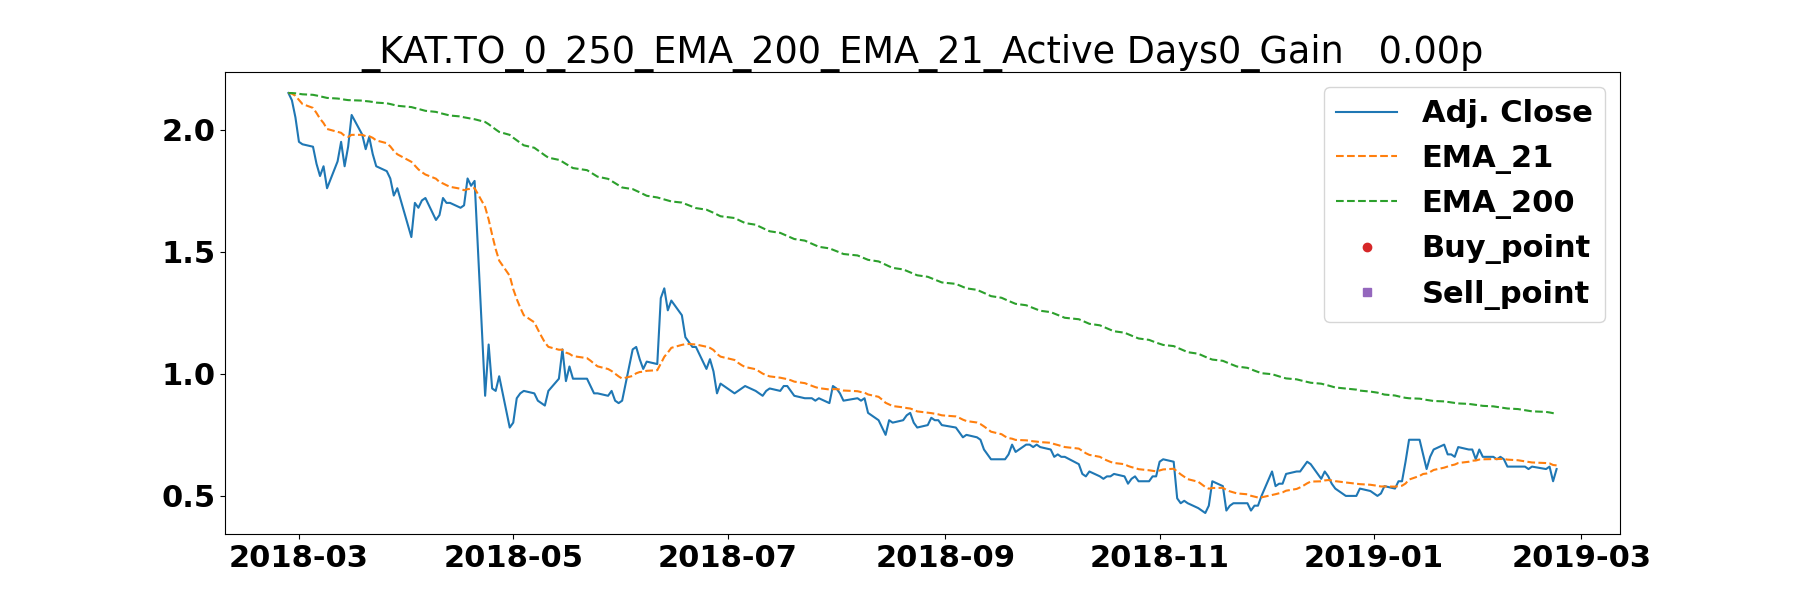 _KAT.TO_0_250_EMA_200_EMA_21_Active Days0_Gain   0.00p
Adj. Close
EMA_21
EMA_200
Buy_point
Sell_point
2.0
1.5
1.0
0.5
2018-03 2018-05 2018-07 2018-09 2018-11 2019-01 2019-03